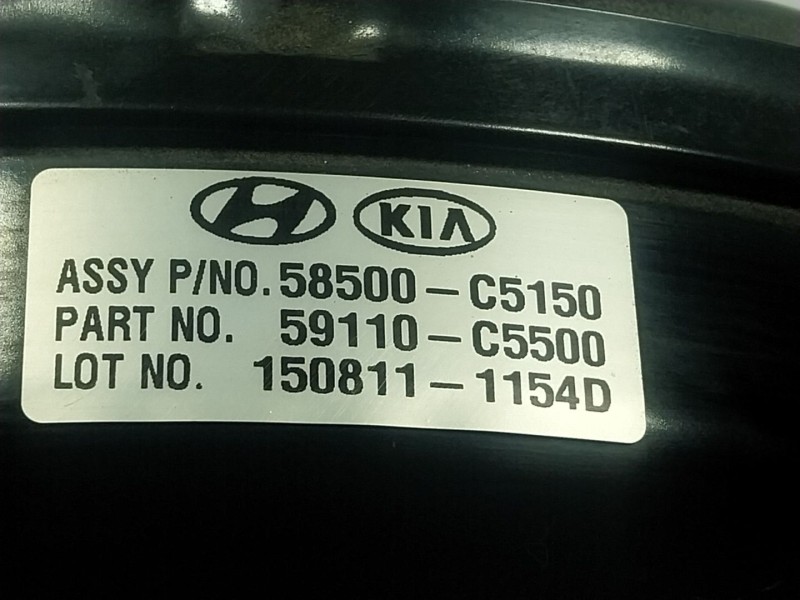 KIA
ASSY P/NO. 58500-C5150
PART NO. 59110-C5500
LOT NO. 150811-1154D